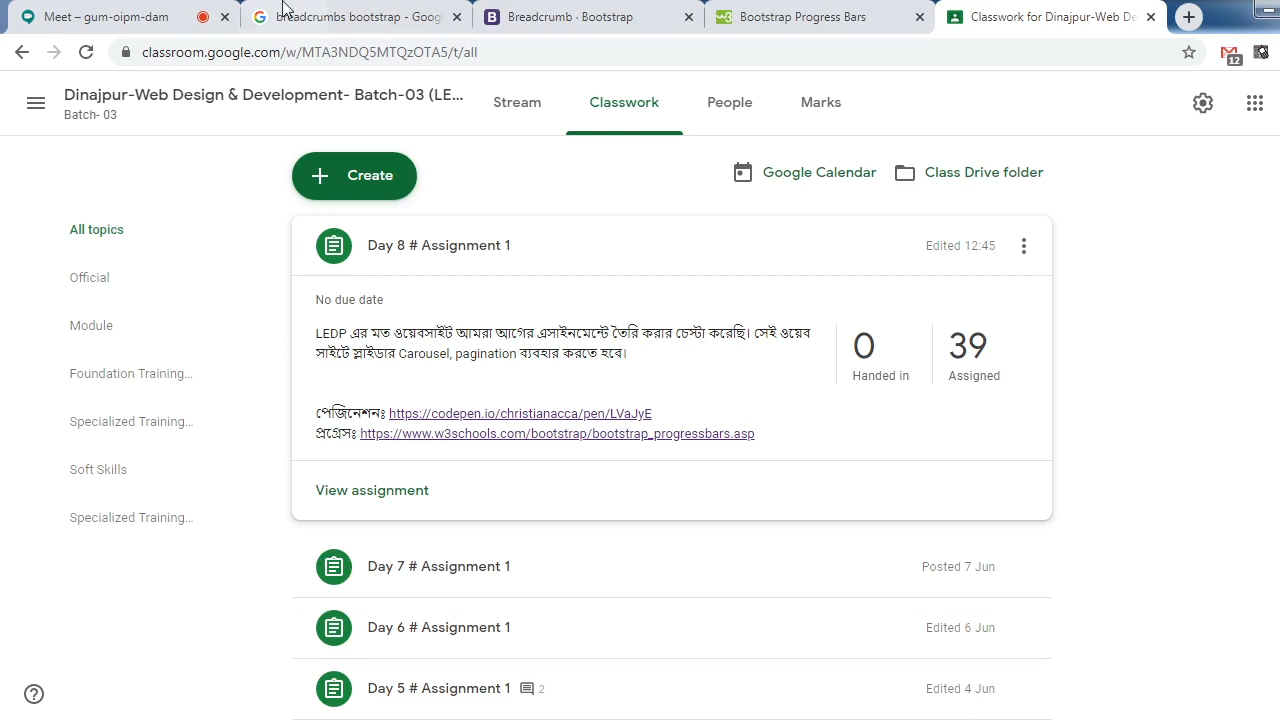 Meet – gum-oipm-dam
breadcrumbs bootstrap - Goog
Breadcrumb · Bootstrap
Bootstrap Progress Bars
Classwork for Dinajpur-Web De
classroom.google.com/w/MTA3NDQ5MTQzOTA5/t/all
12
Dinajpur-Web Design & Development- Batch-03 (LE...
Batch- 03
Stream
Classwork
People
Marks
Create
Google Calendar
Class Drive folder
All topics
Official
Module
Foundation Training...
Specialized Training...
Soft Skills
Specialized Training...
Day 8 # Assignment 1
Edited 12:45
No due date
LEDP এর মত ওয়েবসাইট আমরা আগের এসাইনমেন্টে তৈরি করার চেস্টা করেছি। সেই ওয়েব
সাইটে স্লাইডার Carousel, pagination ব্যবহার করতে হবে।
0
Handed in
39
Assigned
পেজিনেশনঃ https://codepen.io/christianacca/pen/LVaJyE
প্রগ্রেসঃ https://www.w3schools.com/bootstrap/bootstrap_progressbars.asp
View assignment
Day 7 # Assignment 1
Posted 7 Jun
Day 6 # Assignment 1
Edited 6 Jun
Day 5 # Assignment 1
2
Edited 4 Jun